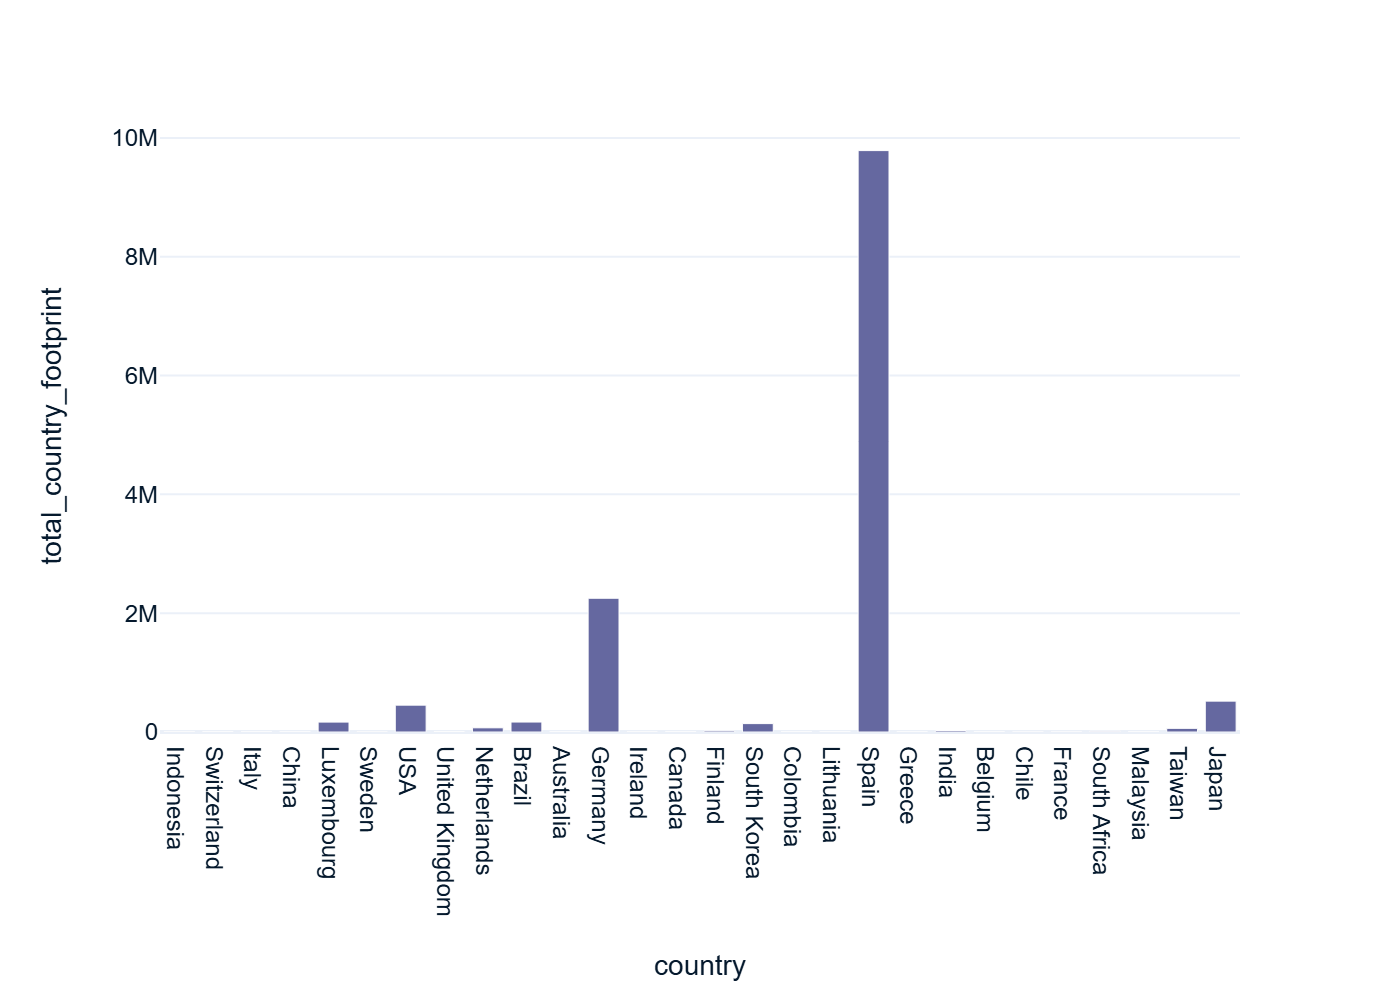 10M
8M
6M
4M
2M
0
total_country_footprint
Indonesia
Switzerland
Italy
China
Luxembourg
Sweden
USA
United Kingdom
Netherlands
Brazil
Australia
Germany
Ireland
Canada
Finland
South Korea
Colombia
Lithuania
Spain
Greece
India
Belgium
Chile
France
South Africa
Malaysia
Taiwan
Japan
country